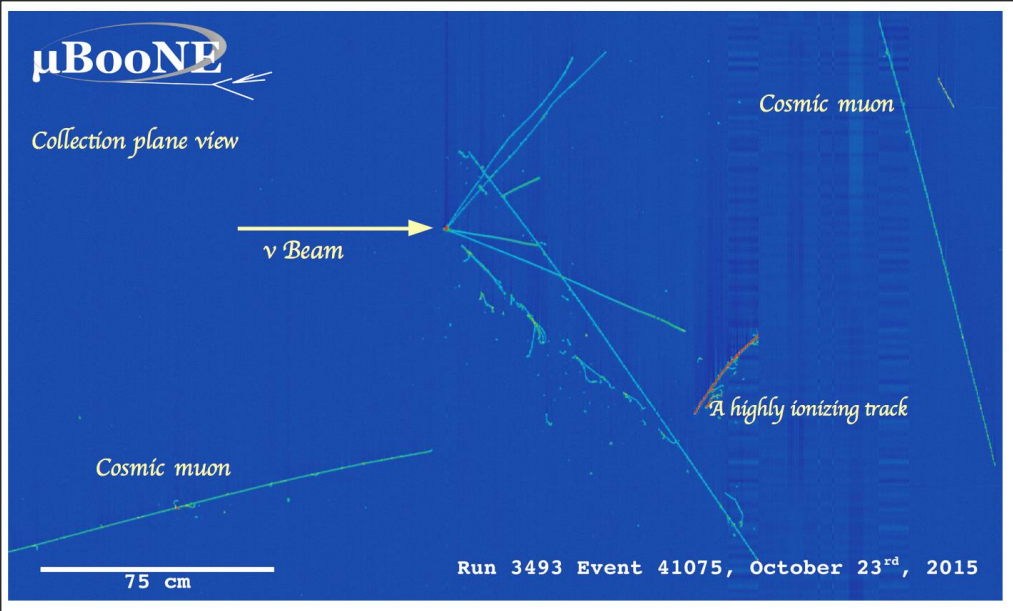 μBooNE
Cosmic muon
Collection plane view
ν Beam
A highly ionizing track
Cosmic muon
75 cm
Run 3493 Event 41075, October 23rd, 2015